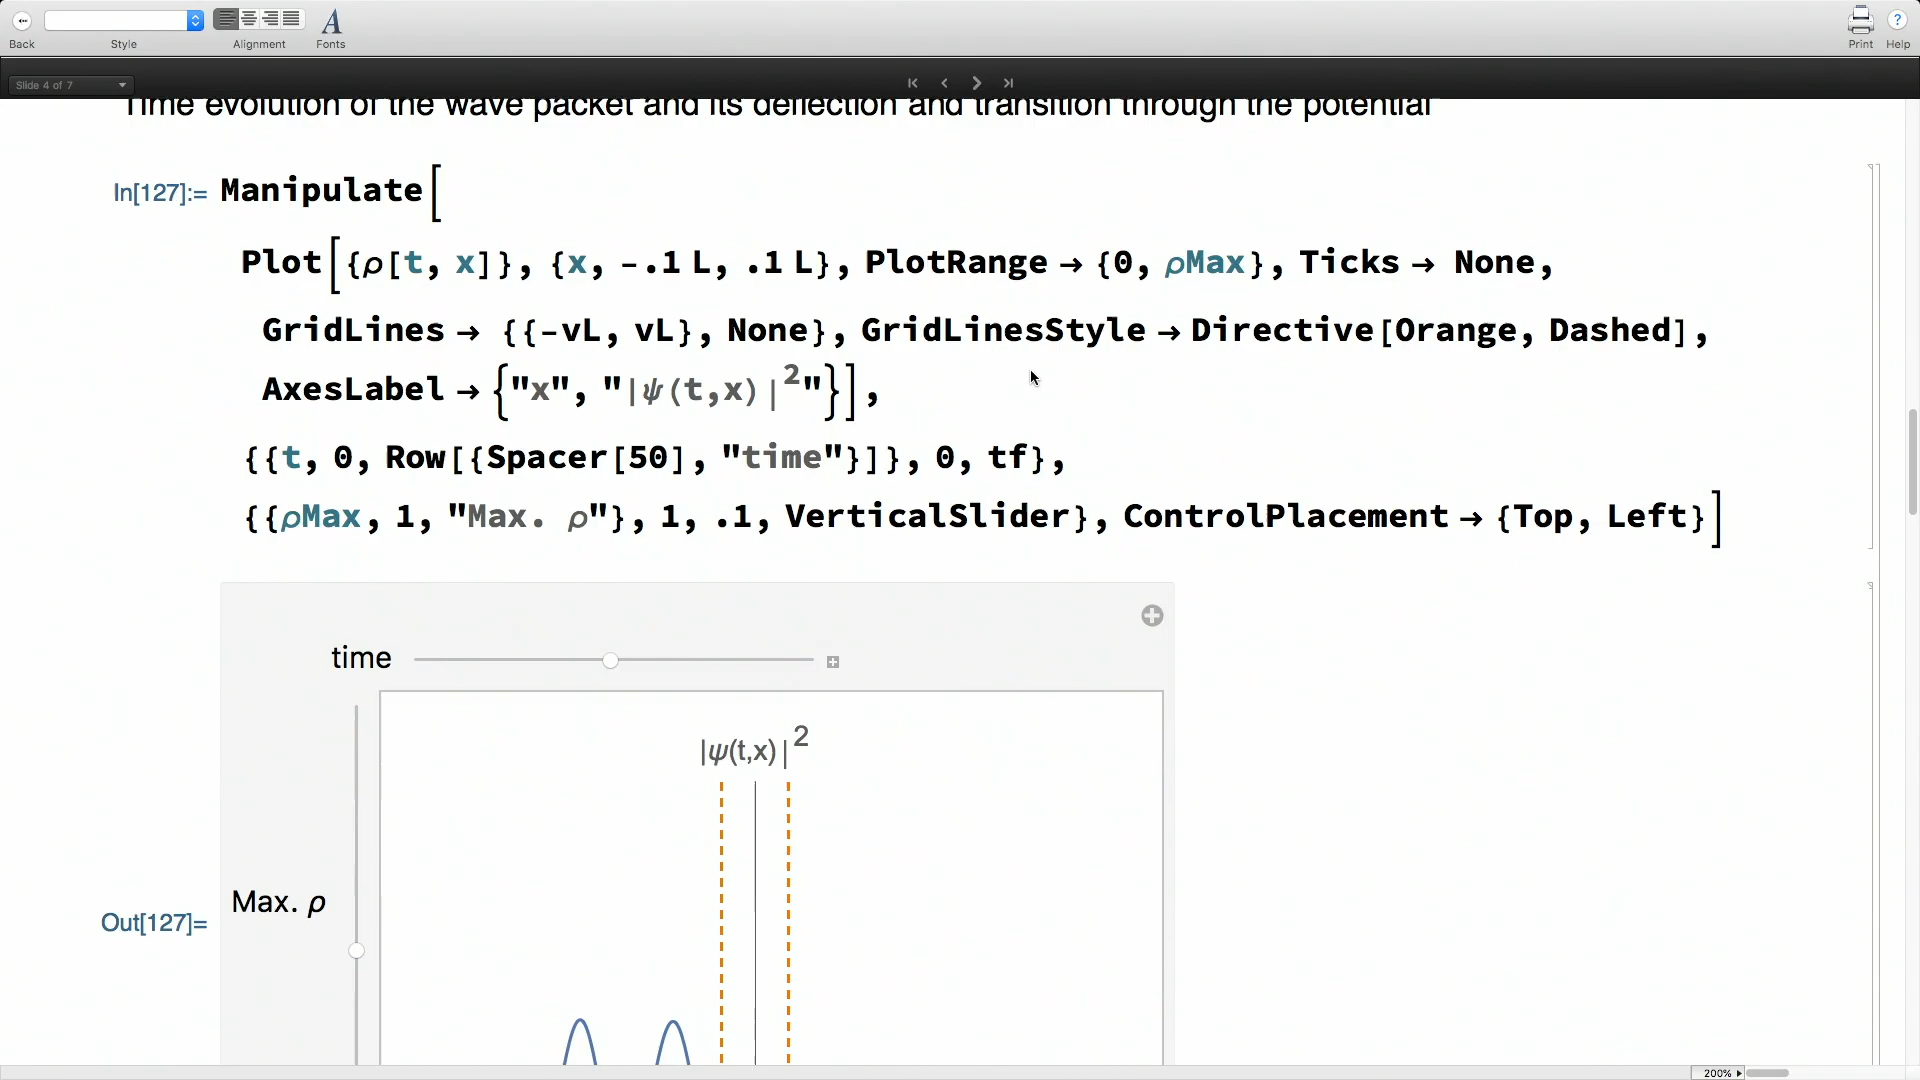 Back
Style
Alignment
Fonts
Print
Help
Slide 4 of 7
Time evolution of the wave packet and its deflection and transition through the potential
In[127]:= Manipulate[
Plot[{ρ[t, x]}, {x, -.1 L, .1 L}, PlotRange → {0, ρMax}, Ticks → None,
GridLines → {{-vL, vL}, None}, GridLinesStyle → Directive[Orange, Dashed],
AxesLabel → {"x", "|ψ(t,x)|²"}],
{{t, 0, Row[{Spacer[50], "time"}]}, 0, tf},
{{ρMax, 1, "Max. ρ"}, 1, .1, VerticalSlider}, ControlPlacement → {Top, Left}]
time
|ψ(t,x)|²
Max. ρ
Out[127]=
200%